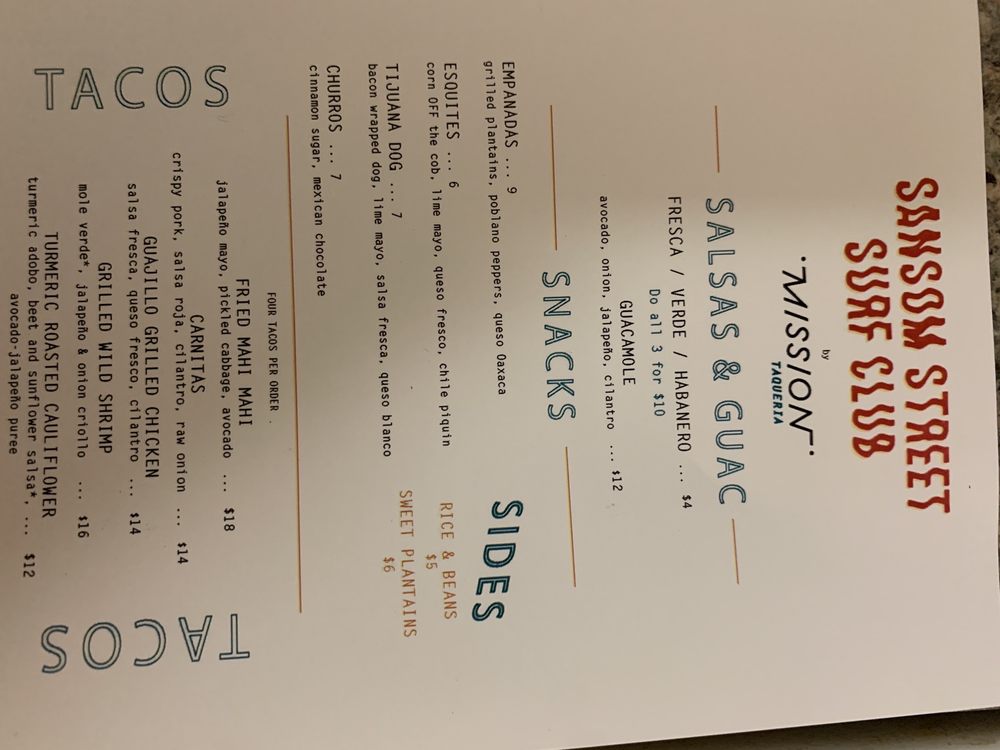 SANSOM STREET
SURF CLUB
by
MISSION
TAQUERIA
SALSAS & GUAC
FRESCA / VERDE / HABANERO ... $4
Do all 3 for $10
GUACAMOLE
avocado, onion, jalapeño, cilantro ... $12
SNACKS
EMPANADAS ... 9
grilled plantains, poblano peppers, queso Oaxaca
ESQUITES ... 6
corn OFF the cob, lime mayo, queso fresco, chile piquin
TIJUANA DOG ... 7
bacon wrapped dog, lime mayo, salsa fresca, queso blanco
CHURROS ... 7
cinnamon sugar, mexican chocolate
SIDES
RICE & BEANS
$5
SWEET PLANTAINS
$6
TACOS
FOUR TACOS PER ORDER
FRIED MAHI MAHI
jalapeño mayo, pickled cabbage, avocado ... $18
CARNITAS
crispy pork, salsa roja, cilantro, raw onion ... $14
GUAJILLO GRILLED CHICKEN
salsa fresca, queso fresco, cilantro ... $14
GRILLED WILD SHRIMP
mole verde*, jalapeño & onion criollo ... $16
TURMERIC ROASTED CAULIFLOWER
turmeric adobo, beet and sunflower salsa*, ... $12
avocado-jalapeño puree
TACOS